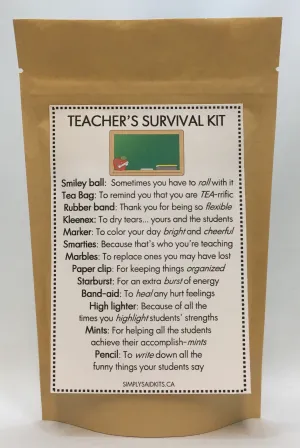 TEACHER'S SURVIVAL KIT
Smiley ball: Sometimes you have to roll with it
Tea Bag: To remind you that you are TEA-rrific
Rubber band: Thank you for being so flexible
Kleenex: To dry tears... yours and the students
Marker: To color your day bright and cheerful
Smarties: Because that's who you're teaching
Marbles: To replace ones you may have lost
Paper clip: For keeping things organized
Starburst: For an extra burst of energy
Band-aid: To heal any hurt feelings
High lighter: Because of all the
times you highlight students' strengths
Mints: For helping all the students
achieve their accomplish-mints
Pencil: To write down all the
funny things your students say
SIMPLYSAIDKITS.CA